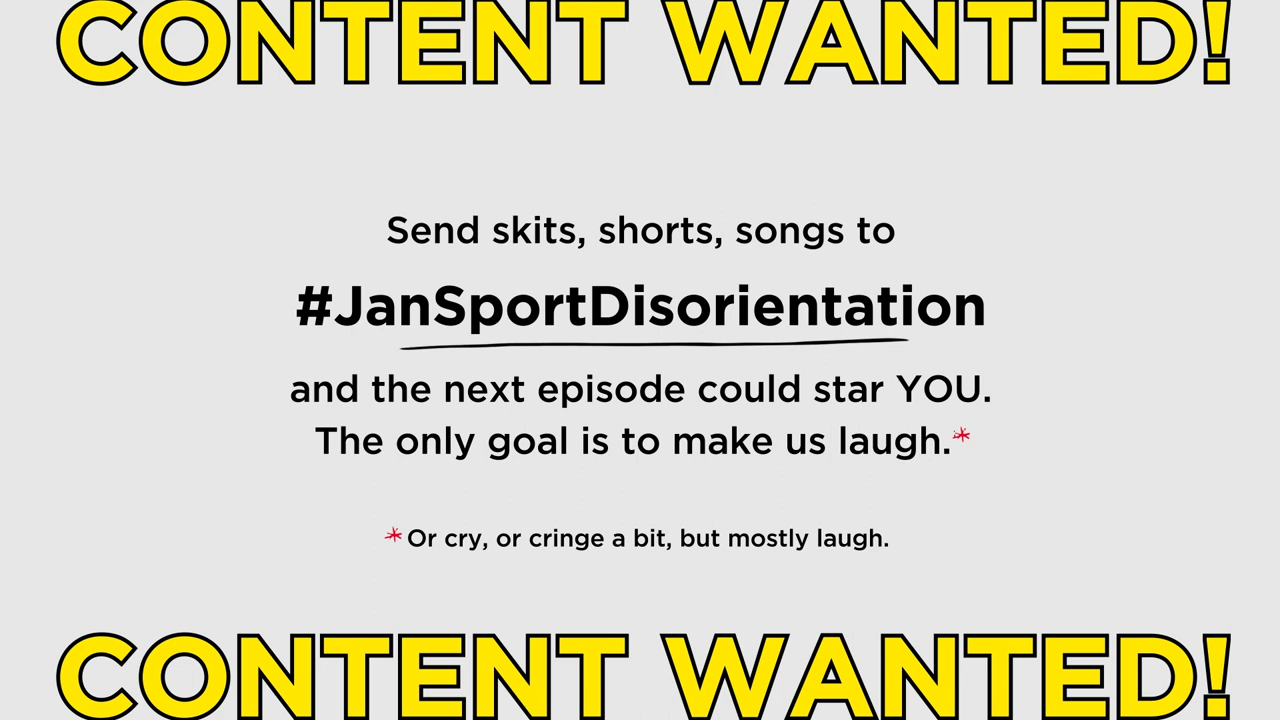 CONTENT WANTED!
Send skits, shorts, songs to
#JanSportDisorientation
and the next episode could star YOU.
The only goal is to make us laugh.*
*Or cry, or cringe a bit, but mostly laugh.
CONTENT WANTED!